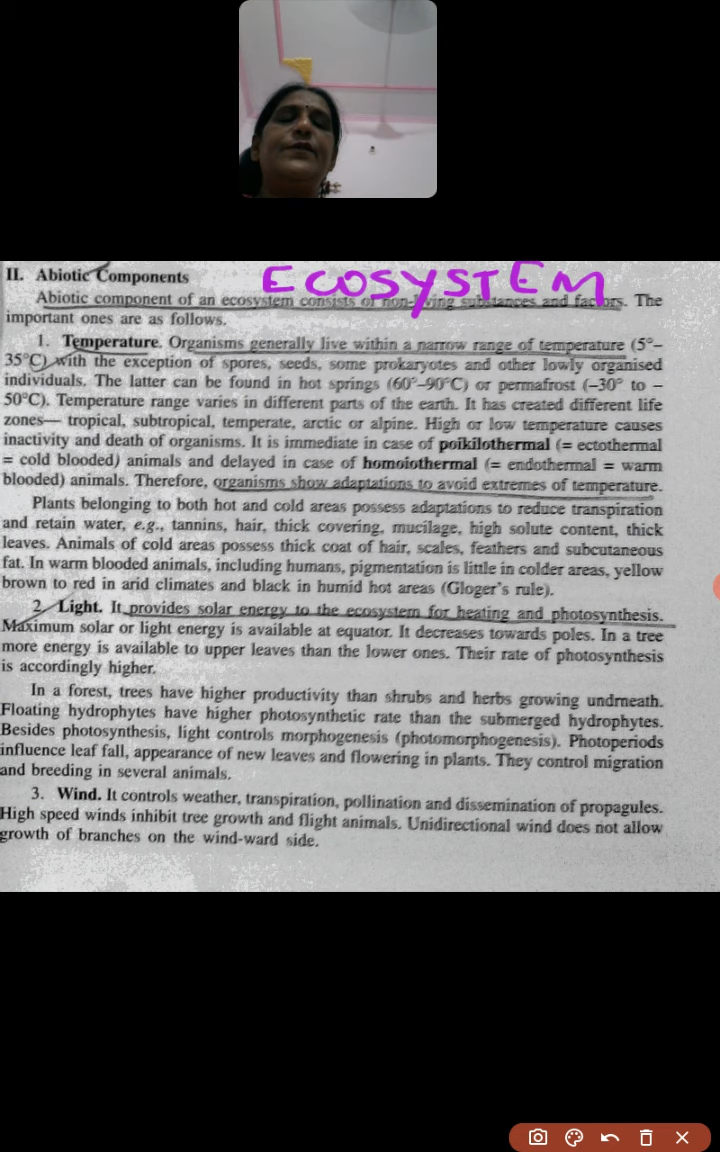 ECOSYSTEM
II. Abiotic Components
Abiotic component of an ecosystem consists of non-living substances and factors. The
important ones are as follows.
1. Temperature. Organisms generally live within a narrow range of temperature (5°–
35°C) with the exception of spores, seeds, some prokaryotes and other lowly organised
individuals. The latter can be found in hot springs (60°–90°C) or permafrost (–30° to –
50°C). Temperature range varies in different parts of the earth. It has created different life
zones— tropical, subtropical, temperate, arctic or alpine. High or low temperature causes
inactivity and death of organisms. It is immediate in case of poikilothermal (= ectothermal
= cold blooded) animals and delayed in case of homoiothermal (= endothermal = warm
blooded) animals. Therefore, organisms show adaptations to avoid extremes of temperature.
Plants belonging to both hot and cold areas possess adaptations to reduce transpiration
and retain water, e.g., tannins, hair, thick covering, mucilage, high solute content, thick
leaves. Animals of cold areas possess thick coat of hair, scales, feathers and subcutaneous
fat. In warm blooded animals, including humans, pigmentation is little in colder areas, yellow
brown to red in arid climates and black in humid hot areas (Gloger's rule).
2. Light. It provides solar energy to the ecosystem for heating and photosynthesis.
Maximum solar or light energy is available at equator. It decreases towards poles. In a tree
more energy is available to upper leaves than the lower ones. Their rate of photosynthesis
is accordingly higher.
In a forest, trees have higher productivity than shrubs and herbs growing undrneath.
Floating hydrophytes have higher photosynthetic rate than the submerged hydrophytes.
Besides photosynthesis, light controls morphogenesis (photomorphogenesis). Photoperiods
influence leaf fall, appearance of new leaves and flowering in plants. They control migration
and breeding in several animals.
3. Wind. It controls weather, transpiration, pollination and dissemination of propagules.
High speed winds inhibit tree growth and flight animals. Unidirectional wind does not allow
growth of branches on the wind-ward side.